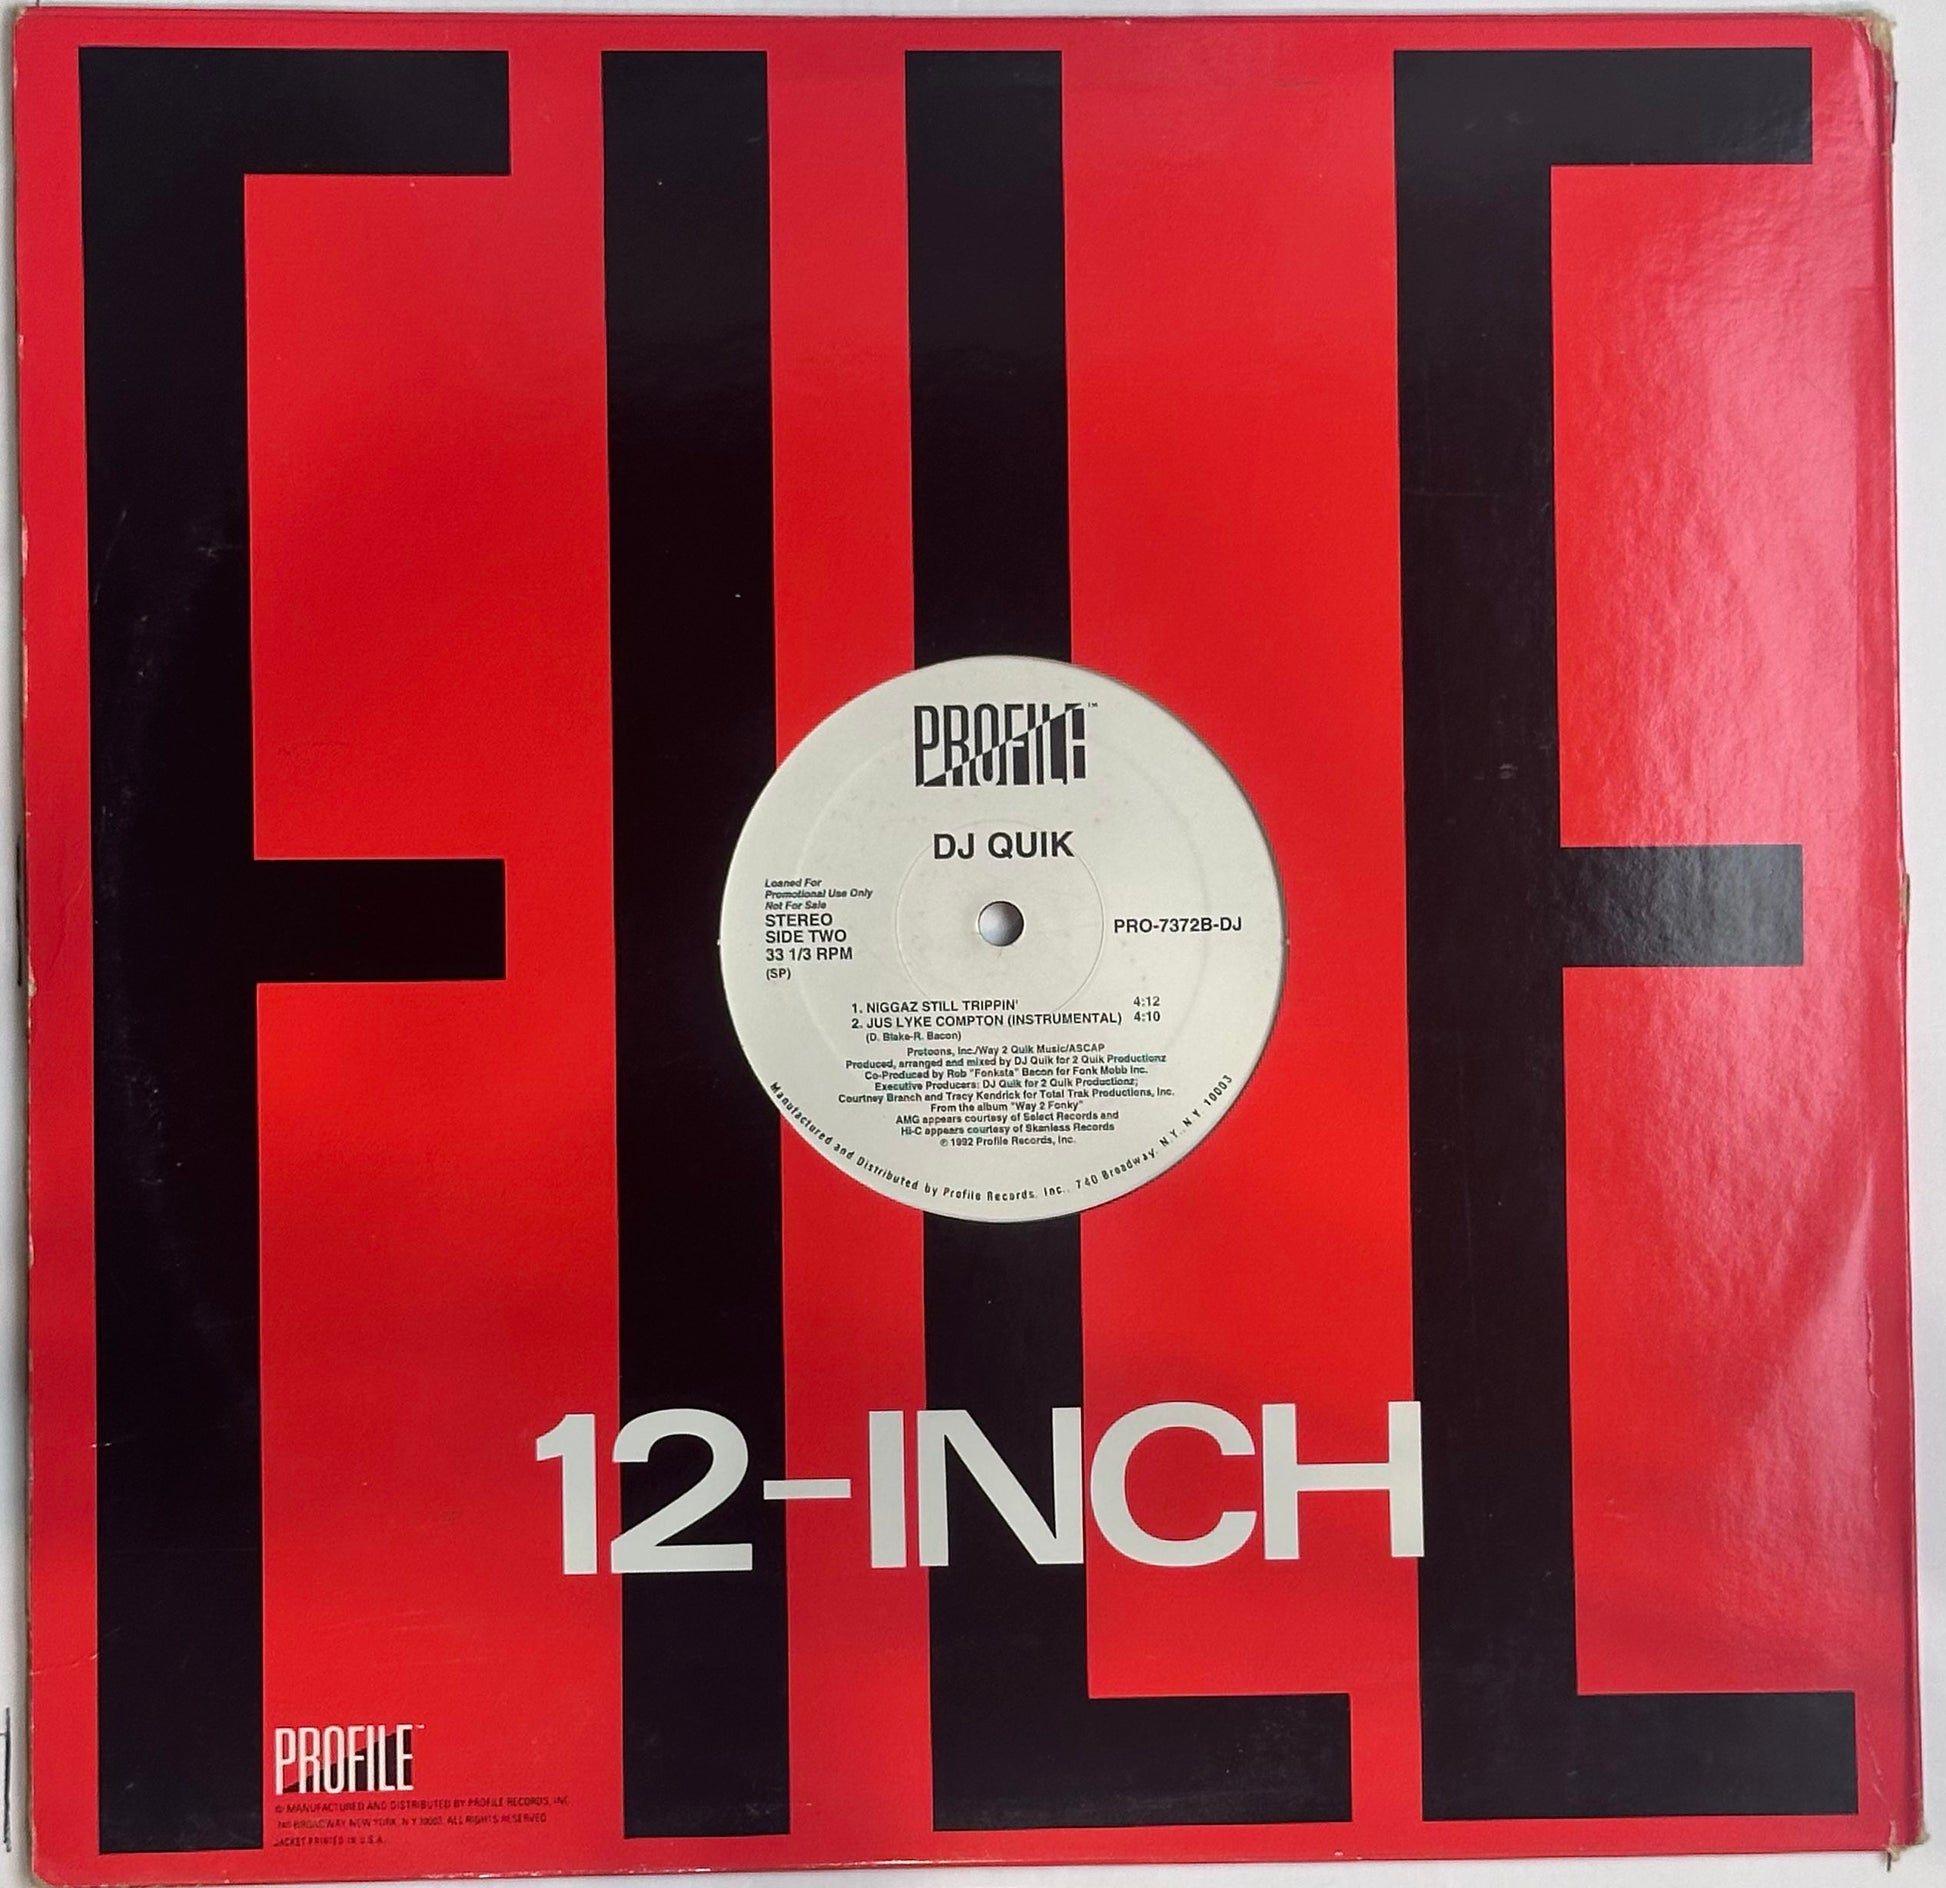 FILE
PROFILE™
DJ QUIK
Loaned For
Promotional Use Only
Not For Sale
STEREO
SIDE TWO
33 1/3 RPM
(SP)
PRO-7372B-DJ
1. NIGGAZ STILL TRIPPIN' 4:12
2. JUS LYKE COMPTON (INSTRUMENTAL) 4:10
(D. Blake-R. Bacon)
Protoons, Inc./Way 2 Quik Music/ASCAP
Produced, arranged and mixed by DJ Quik for 2 Quik Productionz
Co-Produced by Rob "Fonksta" Bacon for Fonk Mobb Inc.
Executive Producers: DJ Quik for 2 Quik Productionz;
Courtney Branch and Tracy Kendrick for Total Trak Productions, Inc.
From the album "Way 2 Fonky"
AMG appears courtesy of Select Records and
Hi-C appears courtesy of Skanless Records
℗ 1992 Profile Records, Inc.
Manufactured and Distributed by Profile Records, Inc., 740 Broadway, N.Y., N.Y. 10003
12-INCH
PROFILE™
© MANUFACTURED AND DISTRIBUTED BY PROFILE RECORDS, INC.
740 BROADWAY NEW YORK, N.Y. 10003. ALL RIGHTS RESERVED
JACKET PRINTED IN U.S.A.